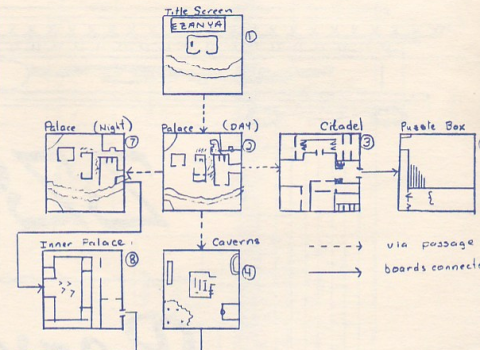 Title Screen
EZANYA
①
Palace (Night)
⑦
Palace (DAY)
②
Citadel
③
Puzzle Box
via passage
boards connecte
Inner Palace.
⑧
Caverns
④